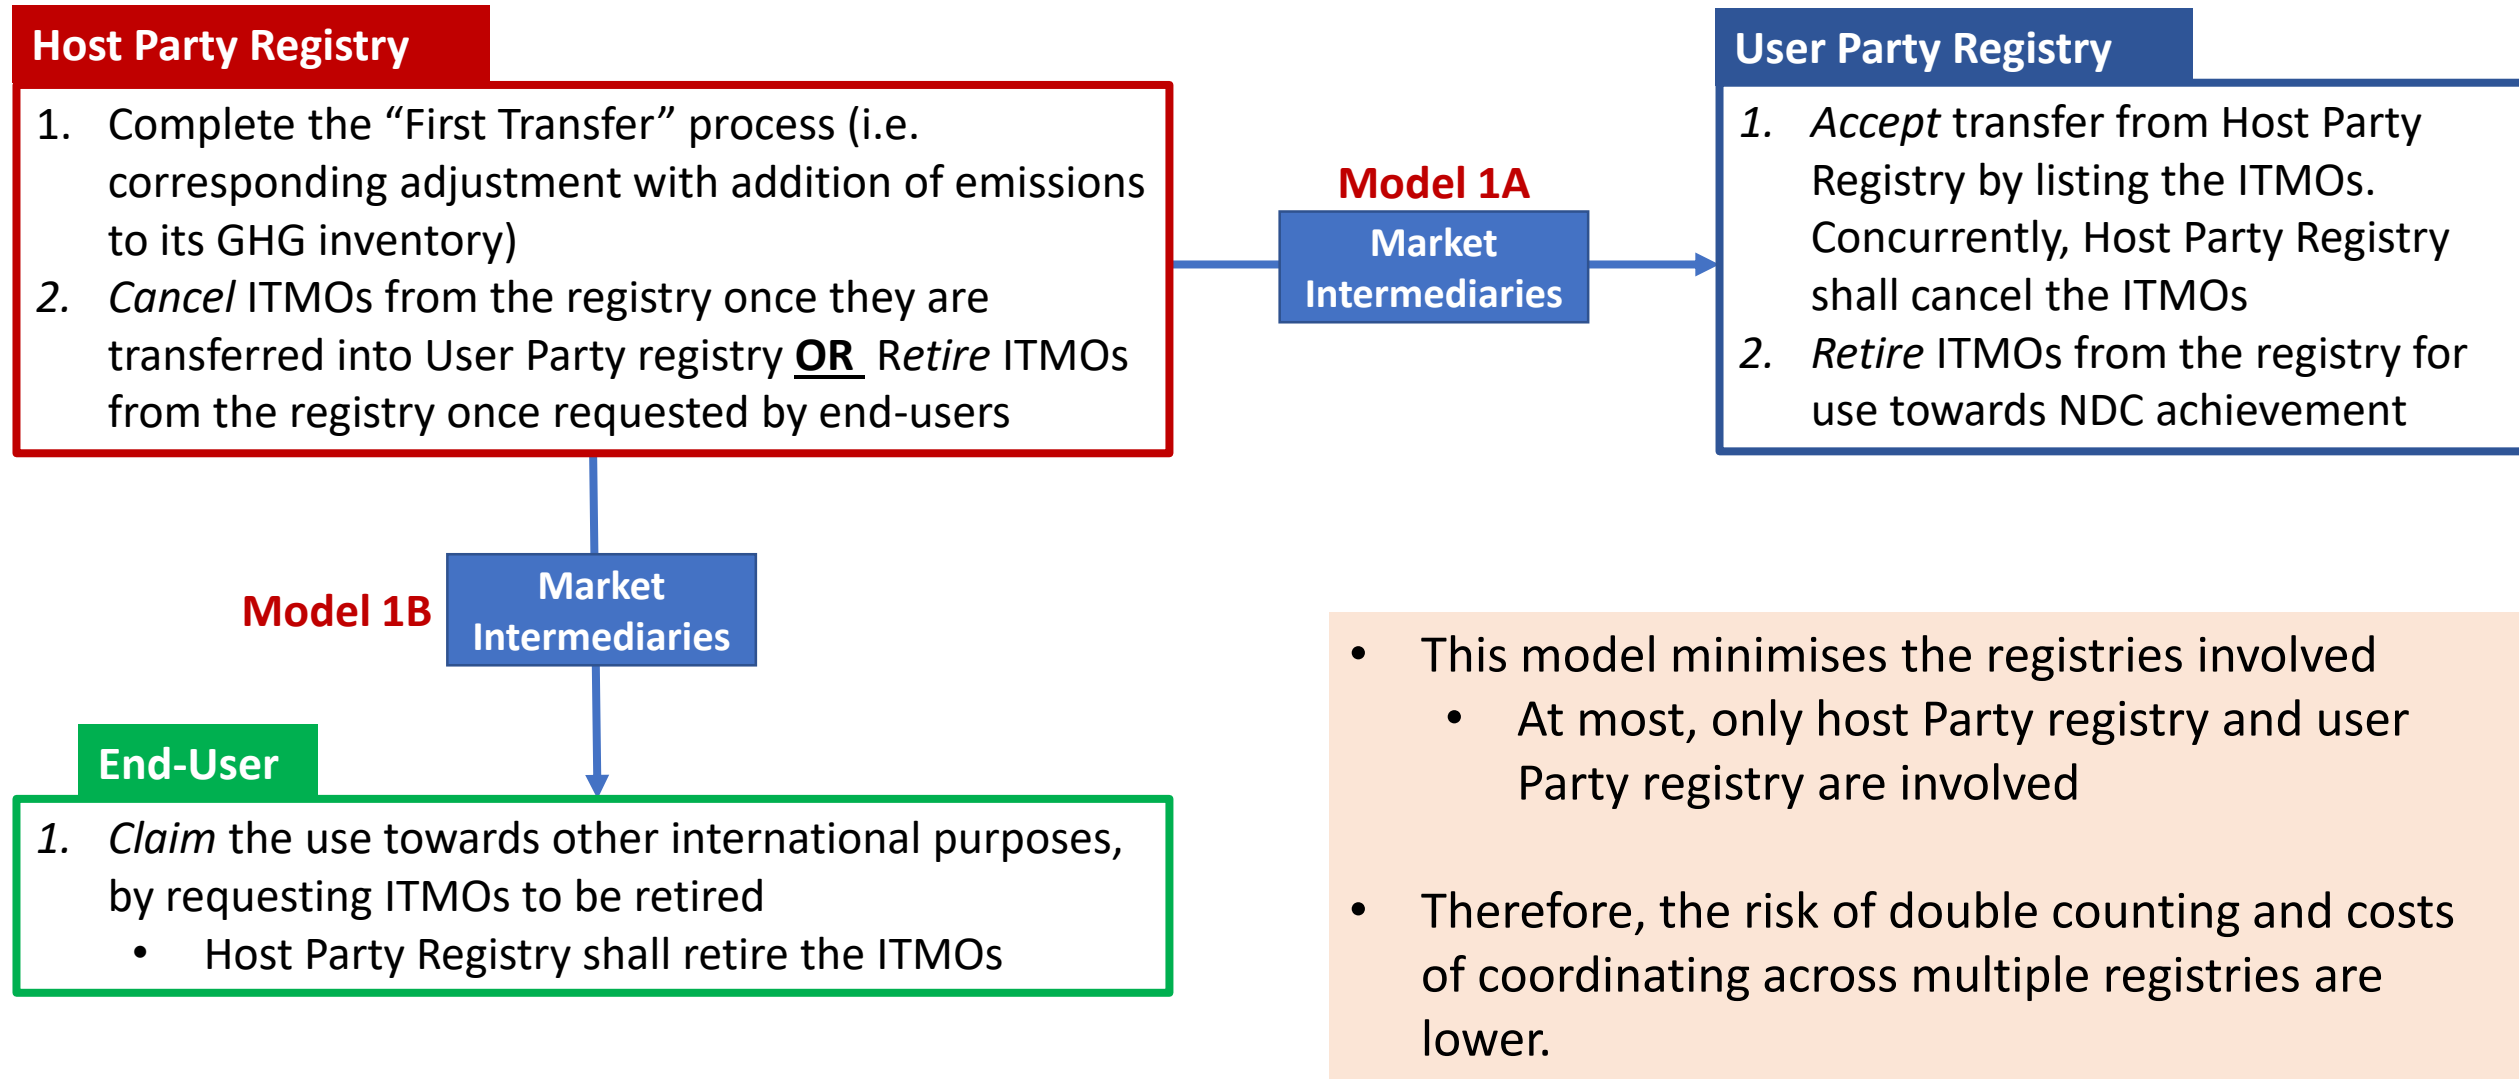 Host Party Registry
1. Complete the “First Transfer” process (i.e.
corresponding adjustment with addition of emissions
to its GHG inventory)
2. Cancel ITMOs from the registry once they are
transferred into User Party registry OR Retire ITMOs
from the registry once requested by end-users
Model 1A
Market
Intermediaries
User Party Registry
1. Accept transfer from Host Party
Registry by listing the ITMOs.
Concurrently, Host Party Registry
shall cancel the ITMOs
2. Retire ITMOs from the registry for
use towards NDC achievement
Model 1B
Market
Intermediaries
End-User
1. Claim the use towards other international purposes,
by requesting ITMOs to be retired
• Host Party Registry shall retire the ITMOs
• This model minimises the registries involved
• At most, only host Party registry and user
Party registry are involved
• Therefore, the risk of double counting and costs
of coordinating across multiple registries are
lower.